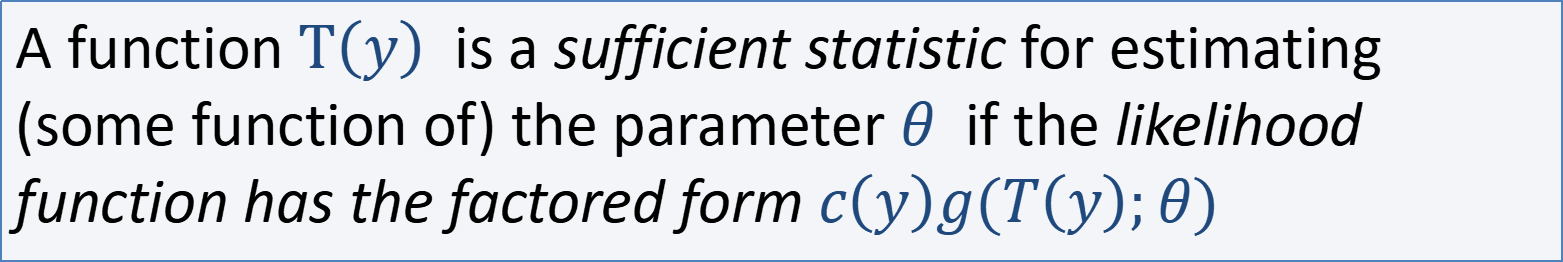 A function T(y) is a sufficient statistic for estimating
(some function of) the parameter θ if the likelihood
function has the factored form c(y)g(T(y); θ)